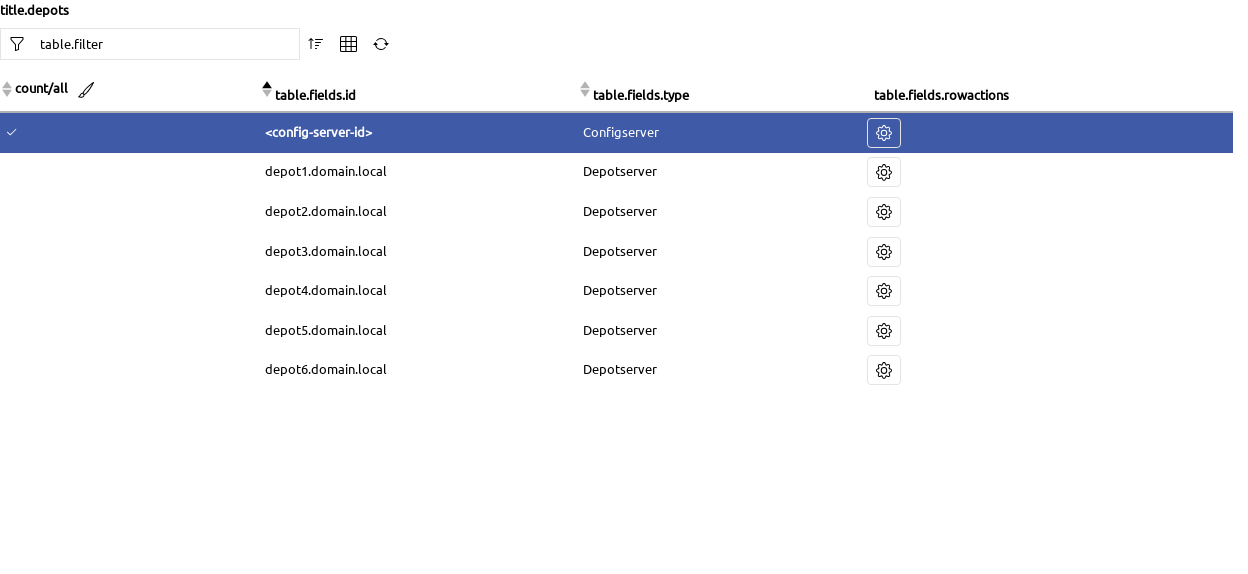 title.depots
table.filter
count/all table.fields.id table.fields.type table.fields.rowactions
<config-server-id> Configserver
depot1.domain.local Depotserver
depot2.domain.local Depotserver
depot3.domain.local Depotserver
depot4.domain.local Depotserver
depot5.domain.local Depotserver
depot6.domain.local Depotserver